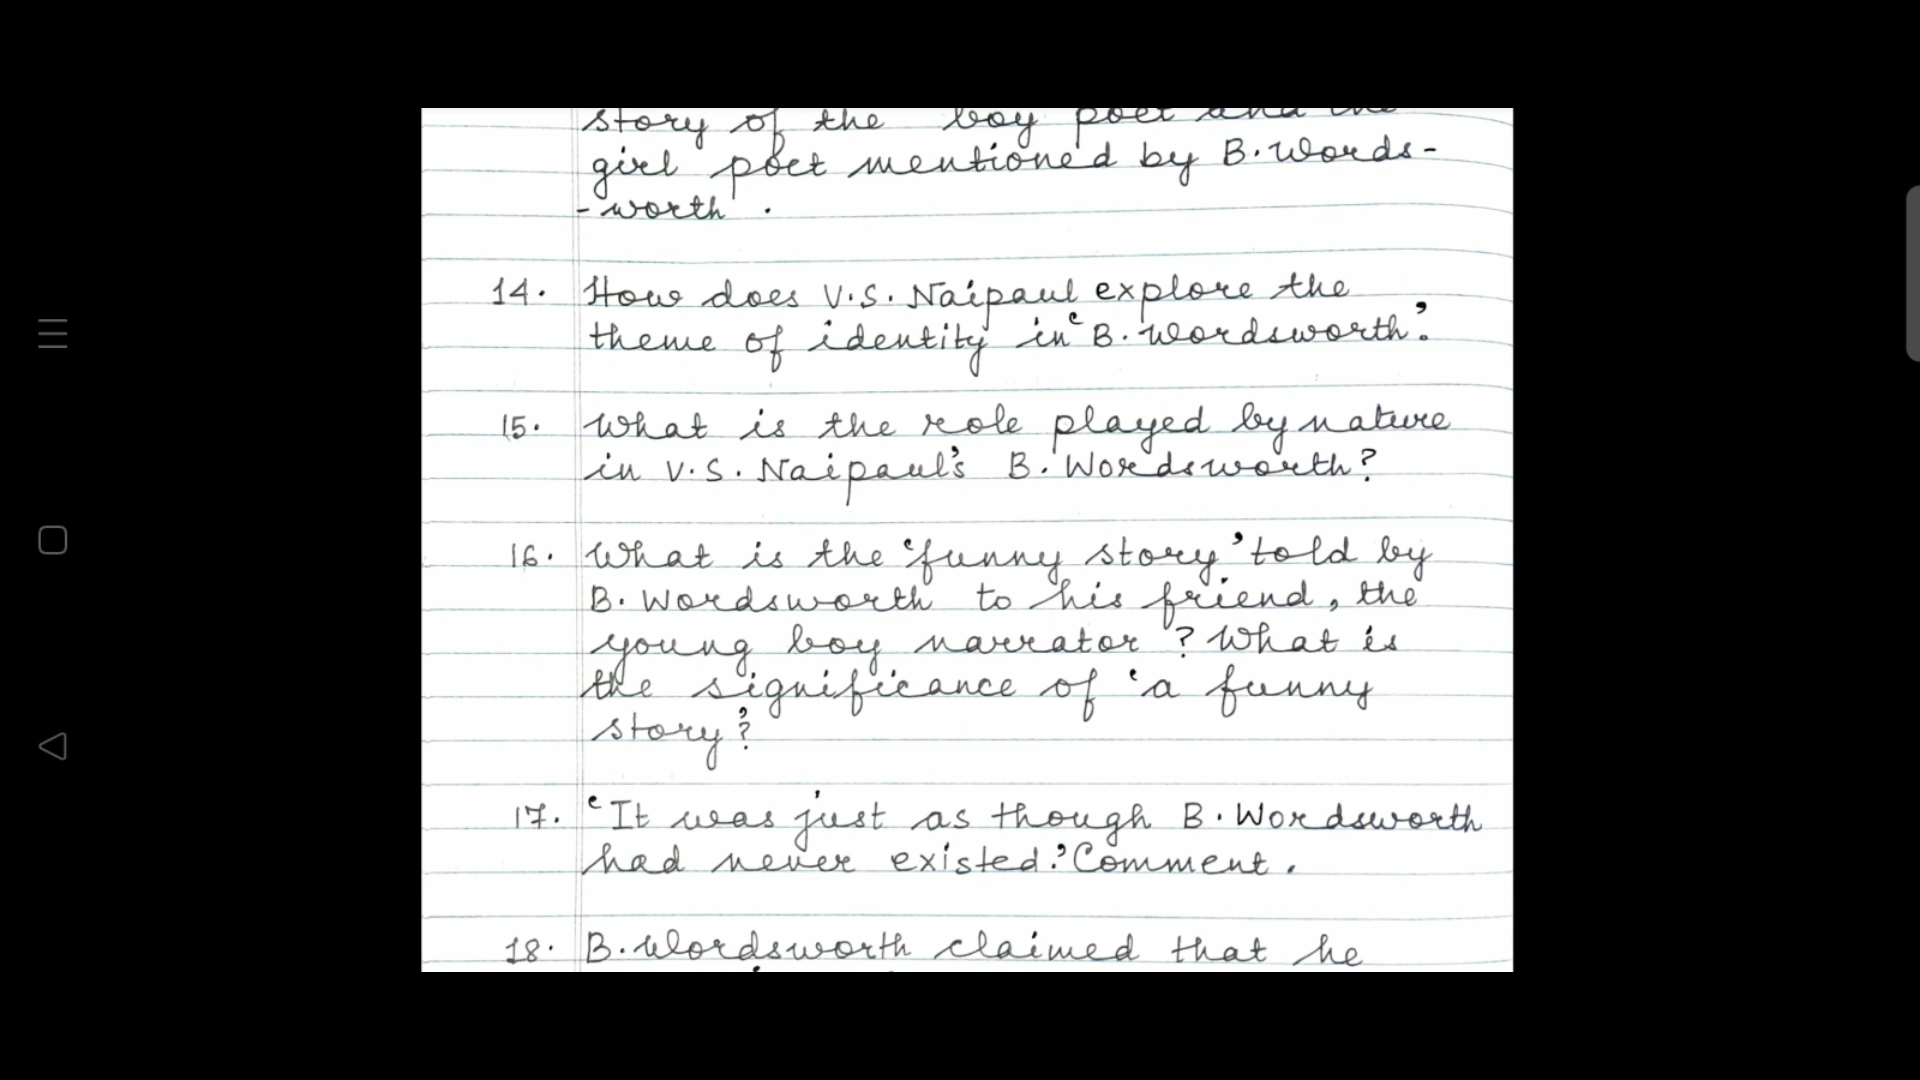 story of the boy poet and the
girl poet mentioned by B. Words-
- worth .
14. How does V.S. Naipaul explore the
theme of identity in 'B. Wordsworth'.
15. What is the role played by nature
in V.S. Naipaul's B. Wordsworth?
16. What is the 'funny story' told by
B. Wordsworth to his friend, the
young boy narrator ? What is
the significance of 'a funny
story'?
17. 'It was just as though B. Wordsworth
had never existed.' Comment.
18. B. Wordsworth claimed that he